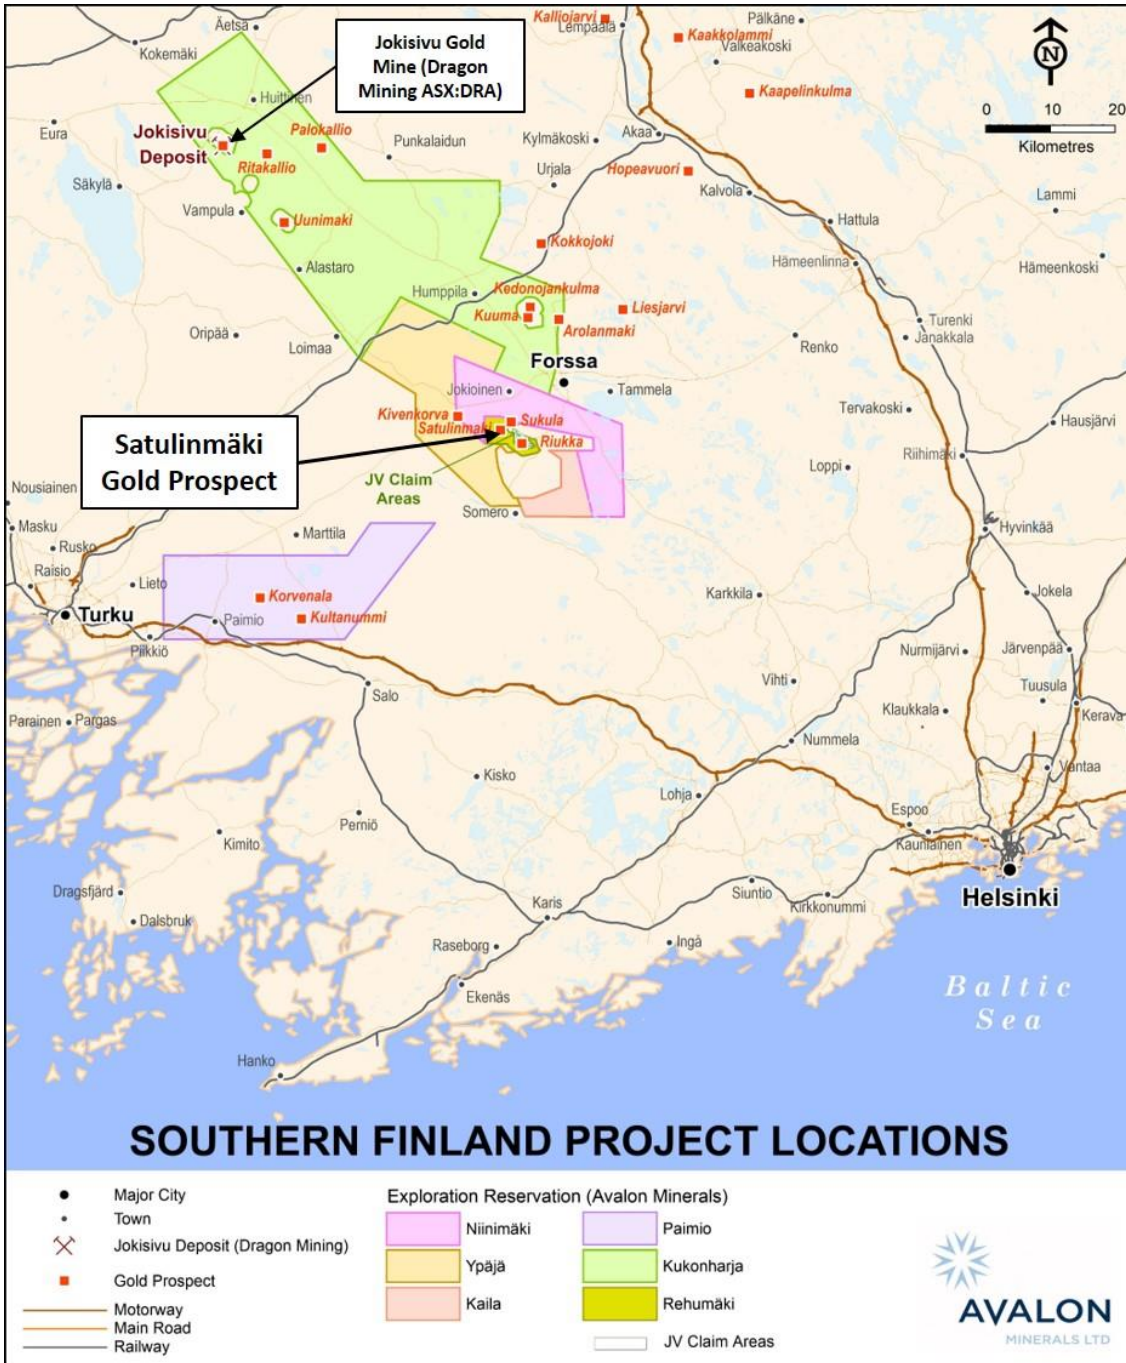 Kalliojarvi
Lempäälä
Pälkäne
Äetsä
Kaakkolammi
Valkeakoski
Kokemäki
Jokisivu Gold
Mine (Dragon
Mining ASX:DRA)
N
Kaapelinkulma
Huittinen
0 10 20
Kilometres
Eura
Jokisivu
Deposit
Palokallio
Punkalaidun
Kylmäkoski
Akaa
Ritakallio
Urjala
Hopeavuori
Säkylä
Kalvola
Lammi
Vampula
Uunimaki
Hattula
Kokkojoki
Alastaro
Hämeenlinna
Hämeenkoski
Humppila
Kedonojankulma
Kuuma
Arolanmaki
Liesjarvi
Turenki
Janakkala
Oripää
Loimaa
Renko
Forssa
Jokioinen
Tammela
Tervakoski
Hausjärvi
Kivenkorva
Sukula
Satulinmaki
Riukka
Satulinmäki
Gold Prospect
JV Claim
Areas
Loppi
Riihimäki
Nousiainen
Somero
Masku
Marttila
Hyvinkää
Rusko
Raisio
Lieto
Korvenala
Karkkila
Jokela
Turku
Paimio
Kultanummi
Piikkiö
Nurmijärvi
Järvenpää
Salo
Vihti
Tuusula
Parainen
Pargas
Klaukkala
Kerava
Nummela
Kisko
Vantaa
Lohja
Perniö
Espoo
Kimito
Kauniainen
Helsinki
Dragsfjärd
Siuntio
Kirkkonummi
Dalsbruk
Karis
Raseborg
Ingå
Ekenäs
Baltic
Sea
Hanko
SOUTHERN FINLAND PROJECT LOCATIONS
Major City
Town
Jokisivu Deposit (Dragon Mining)
Gold Prospect
Motorway
Main Road
Railway
Exploration Reservation (Avalon Minerals)
Niinimäki
Ypäjä
Kaila
Paimio
Kukonharja
Rehumäki
JV Claim Areas
AVALON
MINERALS LTD